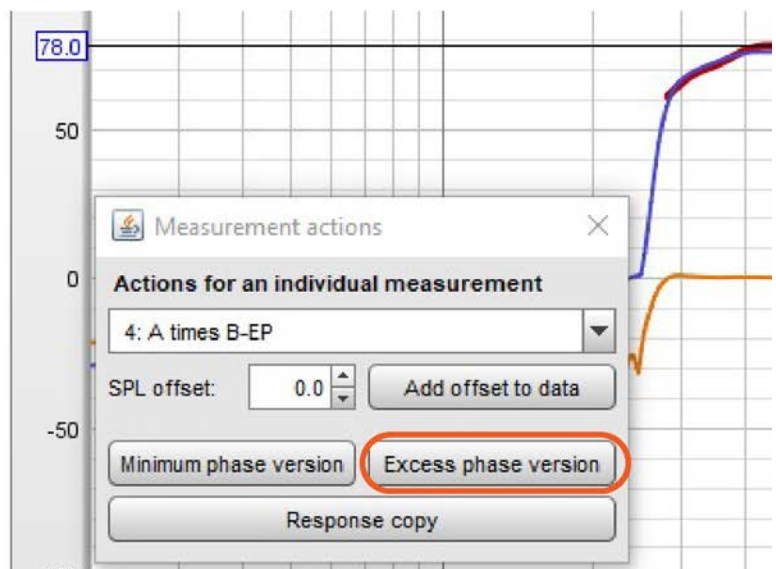 78.0
50
Measurement actions
0
Actions for an individual measurement
4: A times B-EP
SPL offset: 0.0 Add offset to data
-50
Minimum phase version Excess phase version
Response copy